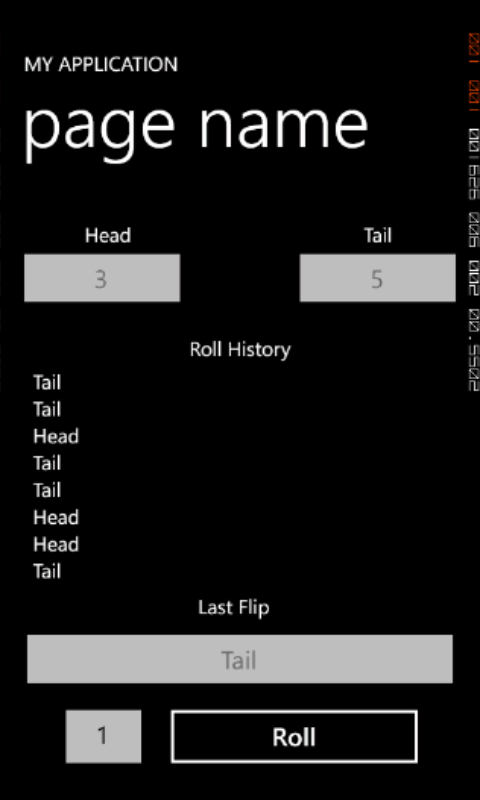 MY APPLICATION
page name
Head Tail
3 5
Roll History
Tail
Tail
Head
Tail
Tail
Head
Head
Tail
Last Flip
Tail
1 Roll